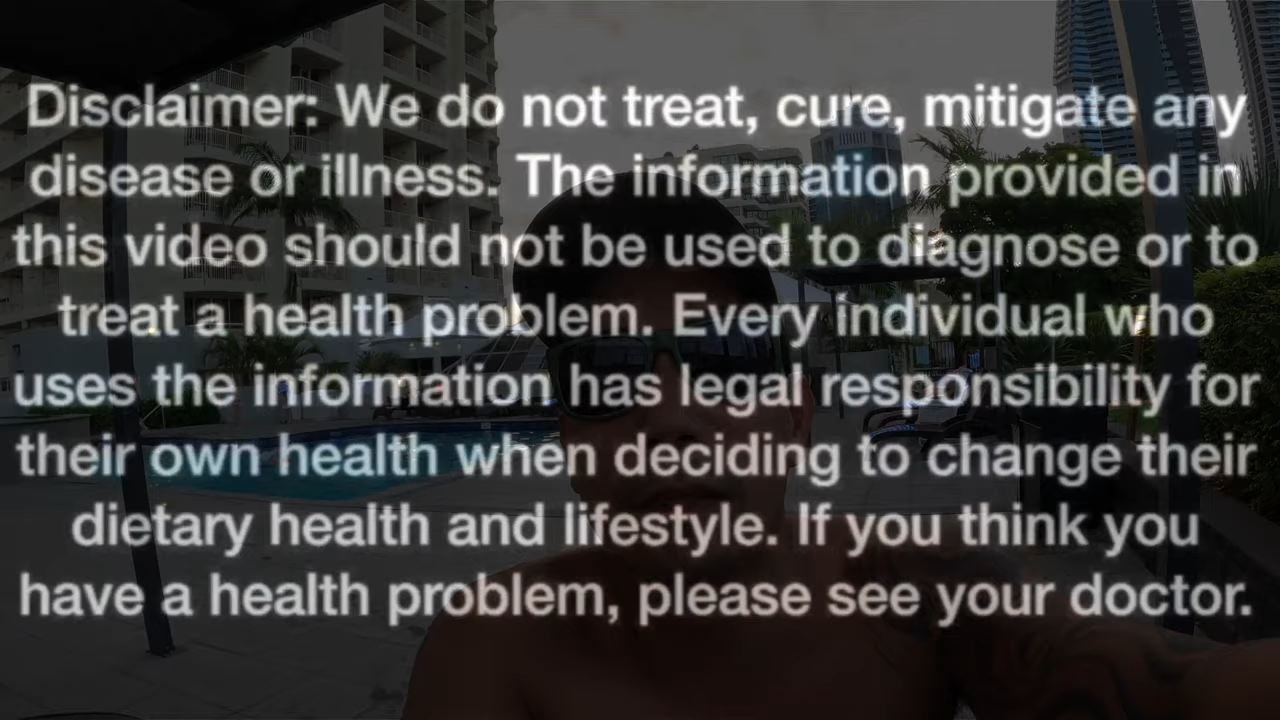 Disclaimer: We do not treat, cure, mitigate any
disease or illness. The information provided in
this video should not be used to diagnose or to
treat a health problem. Every individual who
uses the information has legal responsibility for
their own health when deciding to change their
dietary health and lifestyle. If you think you
have a health problem, please see your doctor.